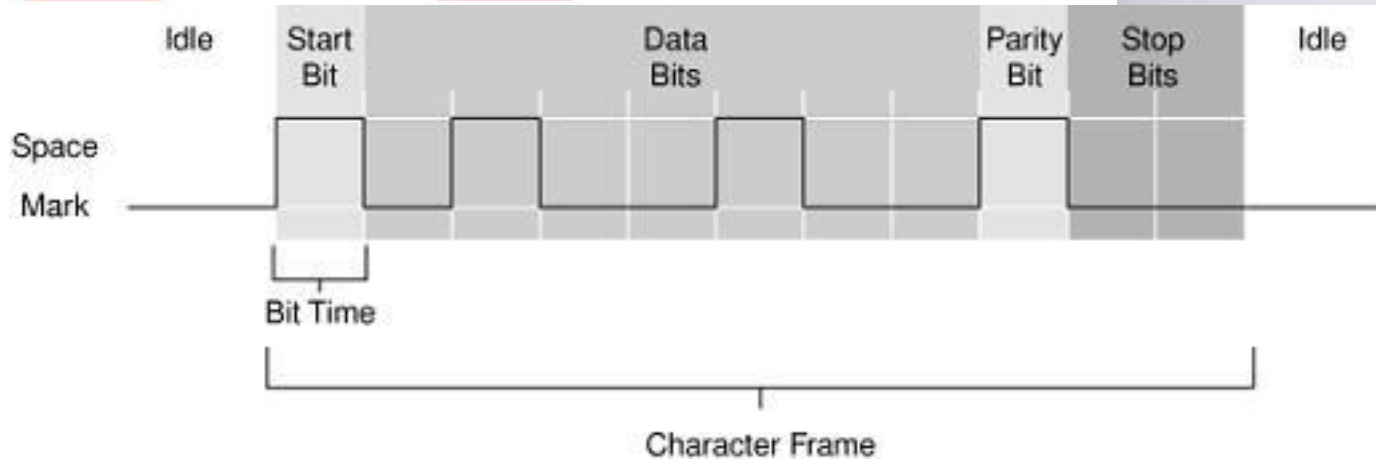 Idle
Start
Bit
Data
Bits
Parity
Bit
Stop
Bits
Idle
Space
Mark
Bit Time
Character Frame